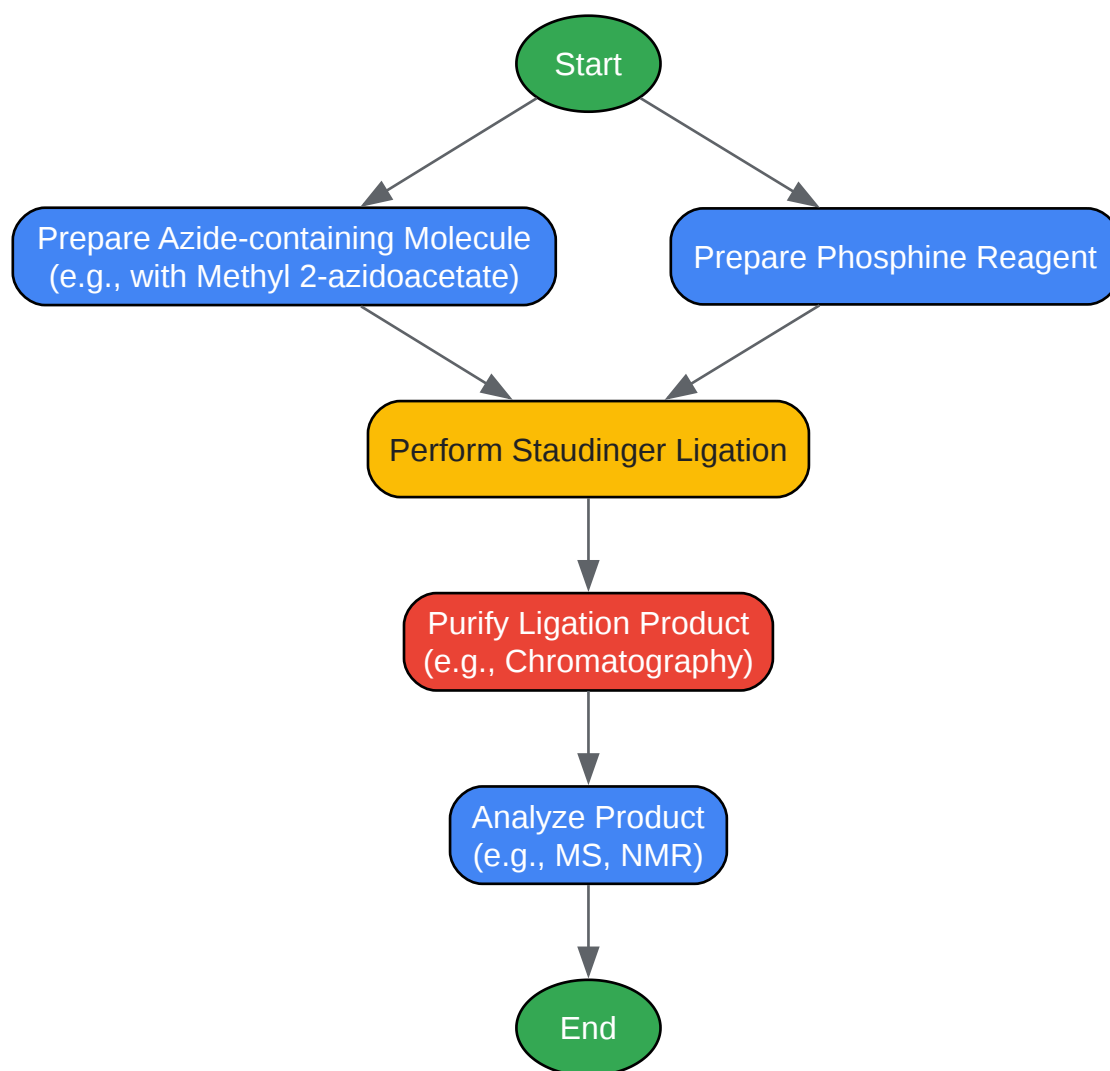 Start
Prepare Azide-containing Molecule
(e.g., with Methyl 2-azidoacetate)
Prepare Phosphine Reagent
Perform Staudinger Ligation
Purify Ligation Product
(e.g., Chromatography)
Analyze Product
(e.g., MS, NMR)
End